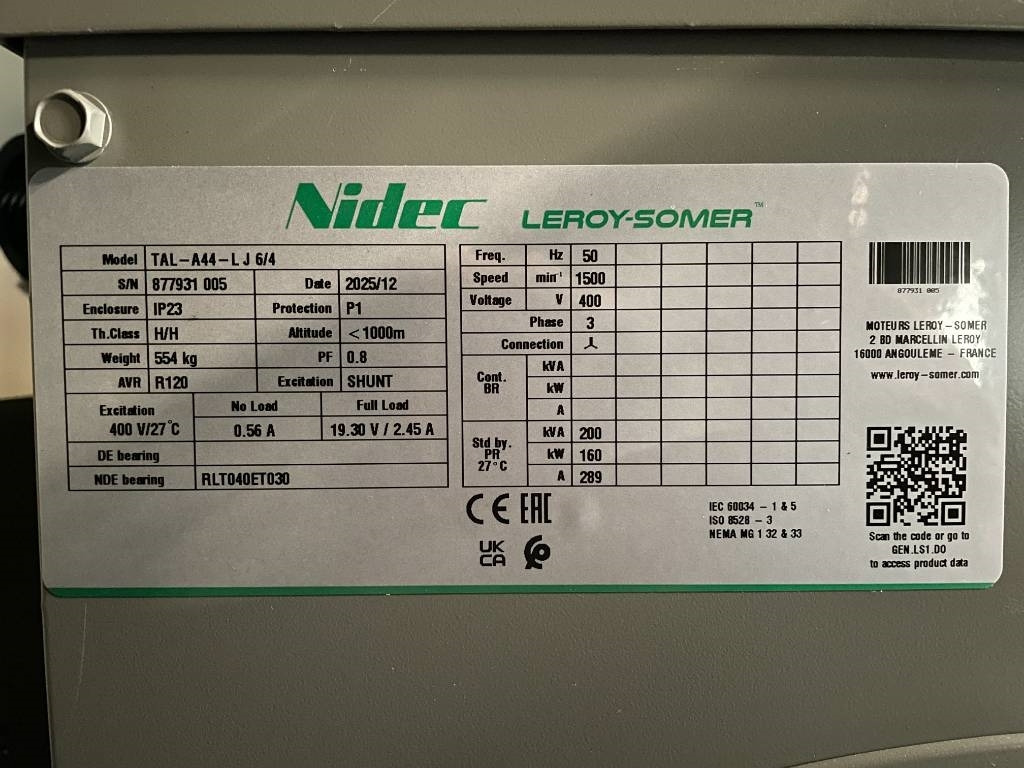 Nidec LEROY-SOMER™
Model TAL-A44-L J 6/4
S/N 877931 005 Date 2025/12
Enclosure IP23 Protection P1
Th.Class H/H Altitude <1000m
Weight 554 kg PF 0.8
AVR R120 Excitation SHUNT
Excitation No Load Full Load
400 V/27°C 0.56 A 19.30 V / 2.45 A
DE bearing
NDE bearing RLT040ET030
Freq. Hz 50
Speed min⁻¹ 1500
Voltage V 400
Phase 3
Connection
Cont. BR kVA
kW
A
Std by. PR 27°C kVA 200
kW 160
A 289
CE EAC
UK
CA
IEC 60034 - 1 & 5
ISO 8528 - 3
NEMA MG 1 32 & 33
877931 005
MOTEURS LEROY-SOMER
2 BD MARCELLIN LEROY
16000 ANGOULEME - FRANCE
www.leroy-somer.com
Scan the code or go to
GEN.LS1.DO
to access product data